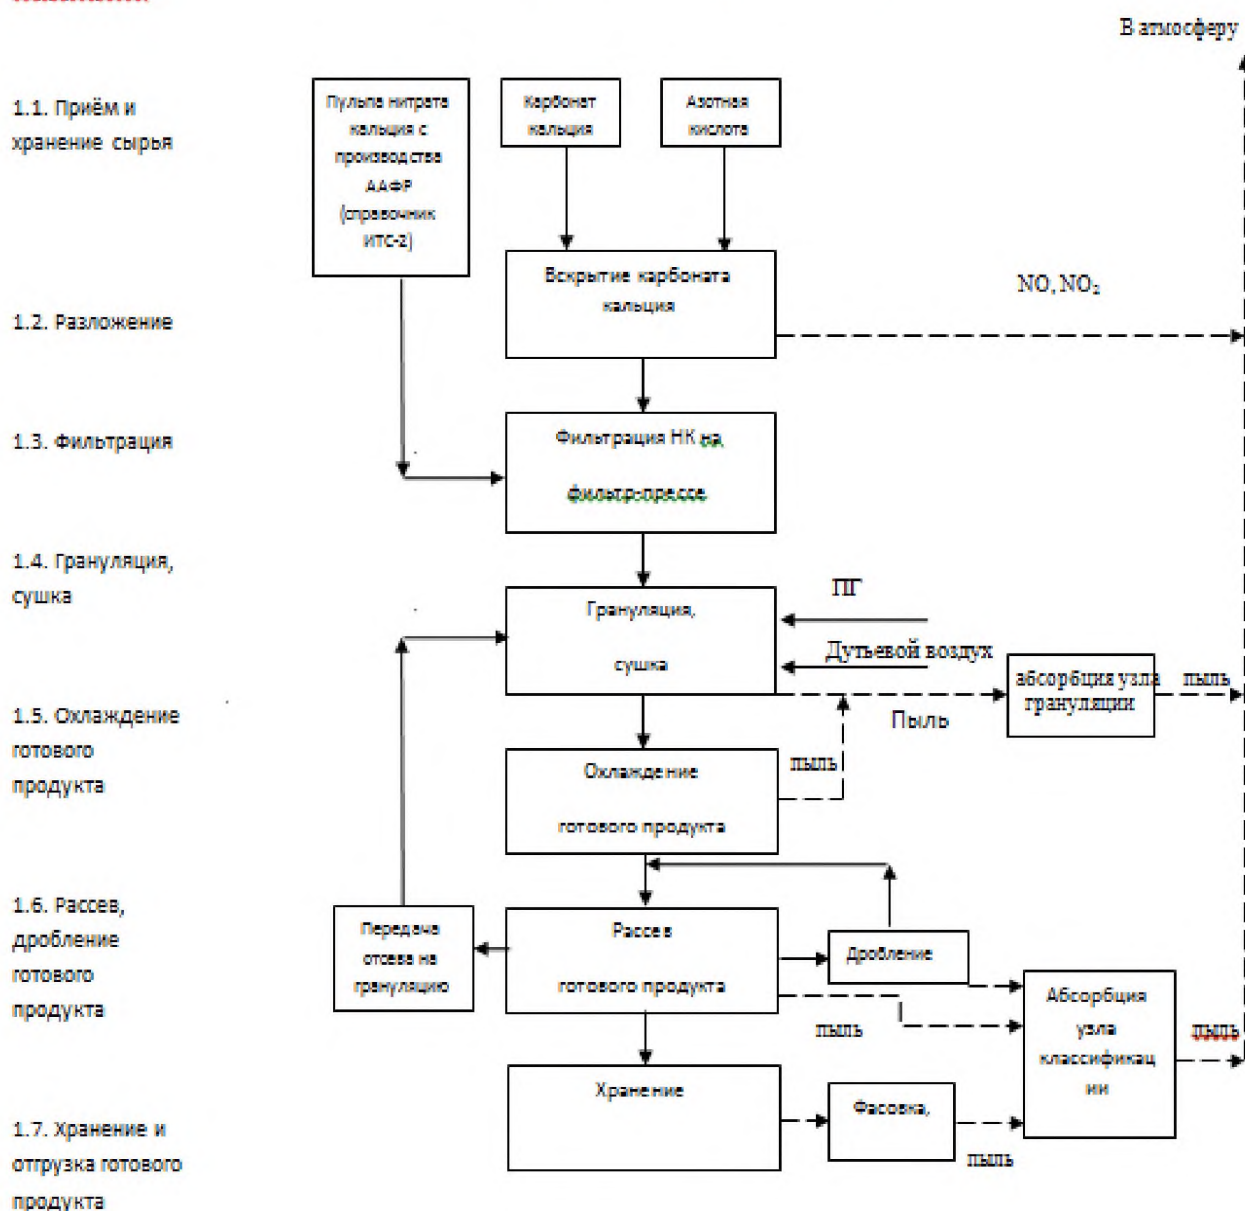 В атмосферу
1.1. Приём и
хранение сырья
Пульпа нитрата
кальция с
производства
ААФР
(справочник
ИТС-2)
Карбонат
кальция
Азотная
кислота
Вскрытие карбоната
кальция
NO, NO₂
1.2. Разложение
1.3. Фильтрация
Фильтрация НК на
фильтр-прессе
1.4. Грануляция,
сушка
Грануляция,
сушка
ПГ
Дутьевой воздух
абсорбция узла
грануляции
пыль
Пыль
1.5. Охлаждение
готового
продукта
Охлаждение
готового продукта
пыль
1.6. Рассев,
дробление
готового
продукта
Передача
отсева на
грануляцию
Рассев
готового продукта
Дробление
пыль
Абсорбция
узла
классификац
ии
пыль
1.7. Хранение и
отгрузка готового
продукта
Хранение
Фасовка,
пыль